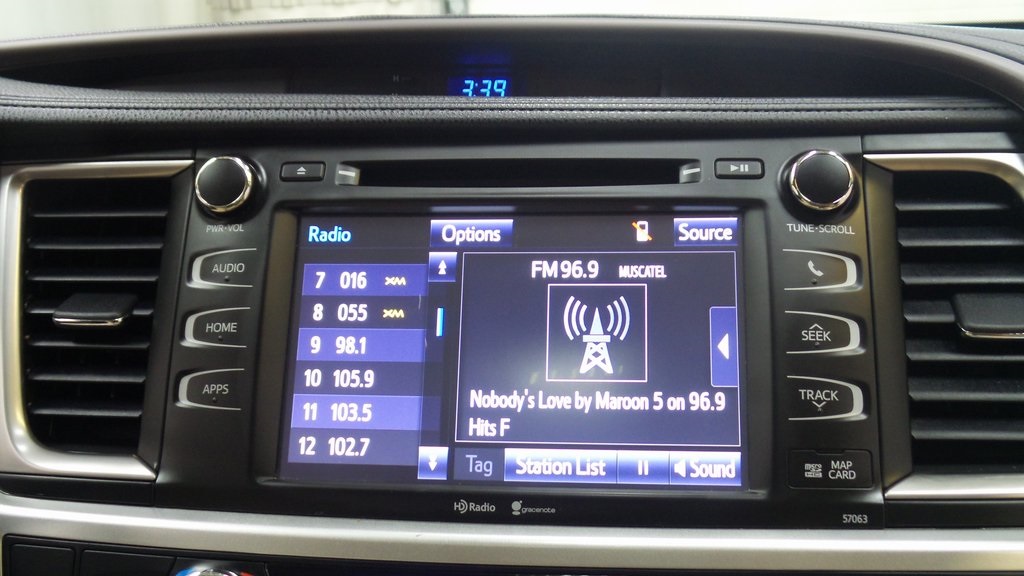 3:39
PWR•VOL
TUNE•SCROLL
AUDIO
HOME
APPS
Radio
Options
Source
7 016 XM
8 055 XM
9 98.1
10 105.9
11 103.5
12 102.7
FM 96.9 MUSCATEL
Nobody's Love by Maroon 5 on 96.9
Hits F
Tag
Station List
Sound
SEEK
TRACK
MAP
CARD
HD Radio
gracenote
57063